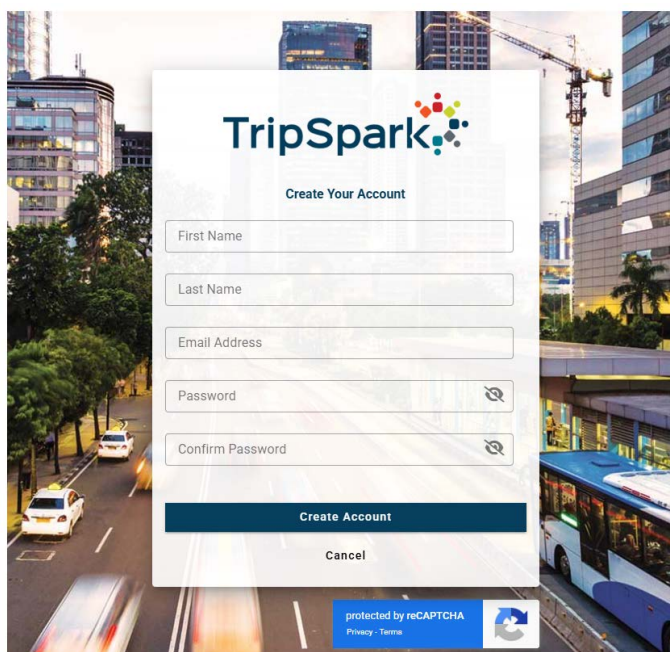 TripSpark
Create Your Account
First Name
Last Name
Email Address
Password
Confirm Password
Create Account
Cancel
protected by reCAPTCHA
Privacy - Terms